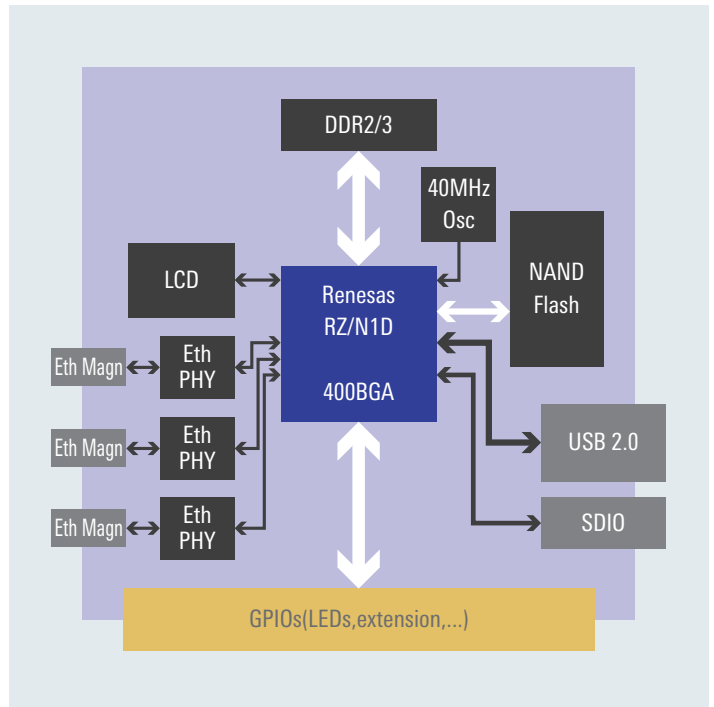 DDR2/3
40MHz
Osc
NAND
Flash
LCD
Renesas
RZ/N1D
400BGA
Eth Magn
Eth
PHY
Eth Magn
Eth
PHY
Eth Magn
Eth
PHY
USB 2.0
SDIO
GPIOs(LEDs,extension,...)